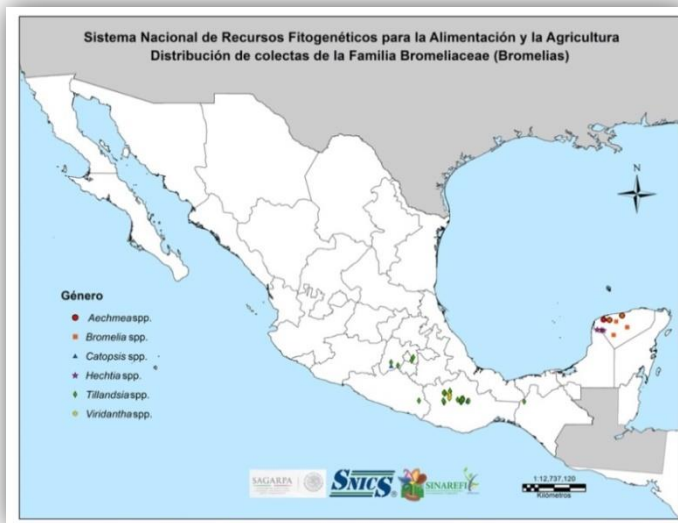 Sistema Nacional de Recursos Fitogenéticos para la Alimentación y la Agricultura
Distribución de colectas de la Familia Bromeliaceae (Bromelias)
N
Género
Aechmea spp.
Bromelia spp.
Catopsis spp.
Hechtia spp.
Tillandsia spp.
Viridantha spp.
SAGARPA
SNICS
SINAREFI
1:12,737,120
Kilómetros